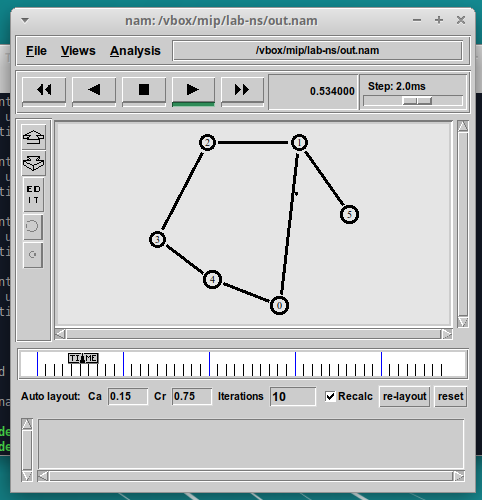 nam: /vbox/mip/lab-ns/out.nam
File Views Analysis /vbox/mip/lab-ns/out.nam
0.534000 Step: 2.0ms
ED
IT
2 1
5
3
4
0
TIME
Auto layout: Ca 0.15 Cr 0.75 Iterations 10 Recalc re-layout reset